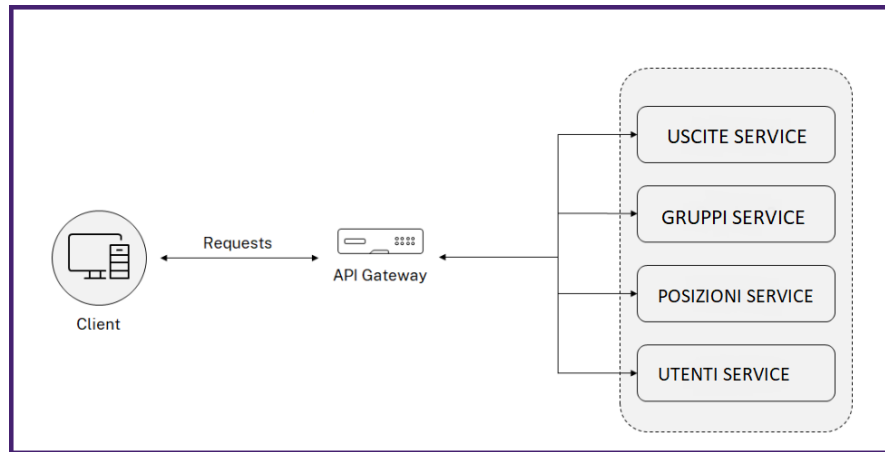 Requests
API Gateway
Client
USCITE SERVICE
GRUPPI SERVICE
POSIZIONI SERVICE
UTENTI SERVICE